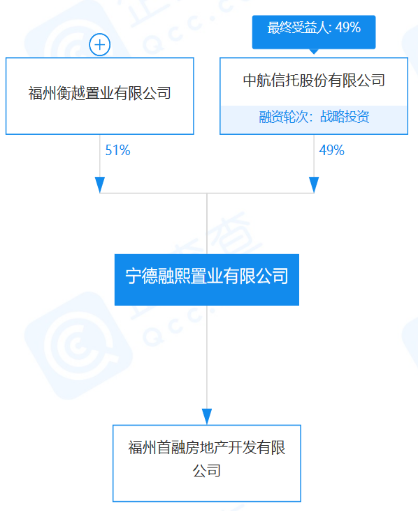 最终受益人: 49%
福州衡越置业有限公司
中航信托股份有限公司
融资轮次：战略投资
51%
49%
宁德融熙置业有限公司
福州首融房地产开发有限
公司